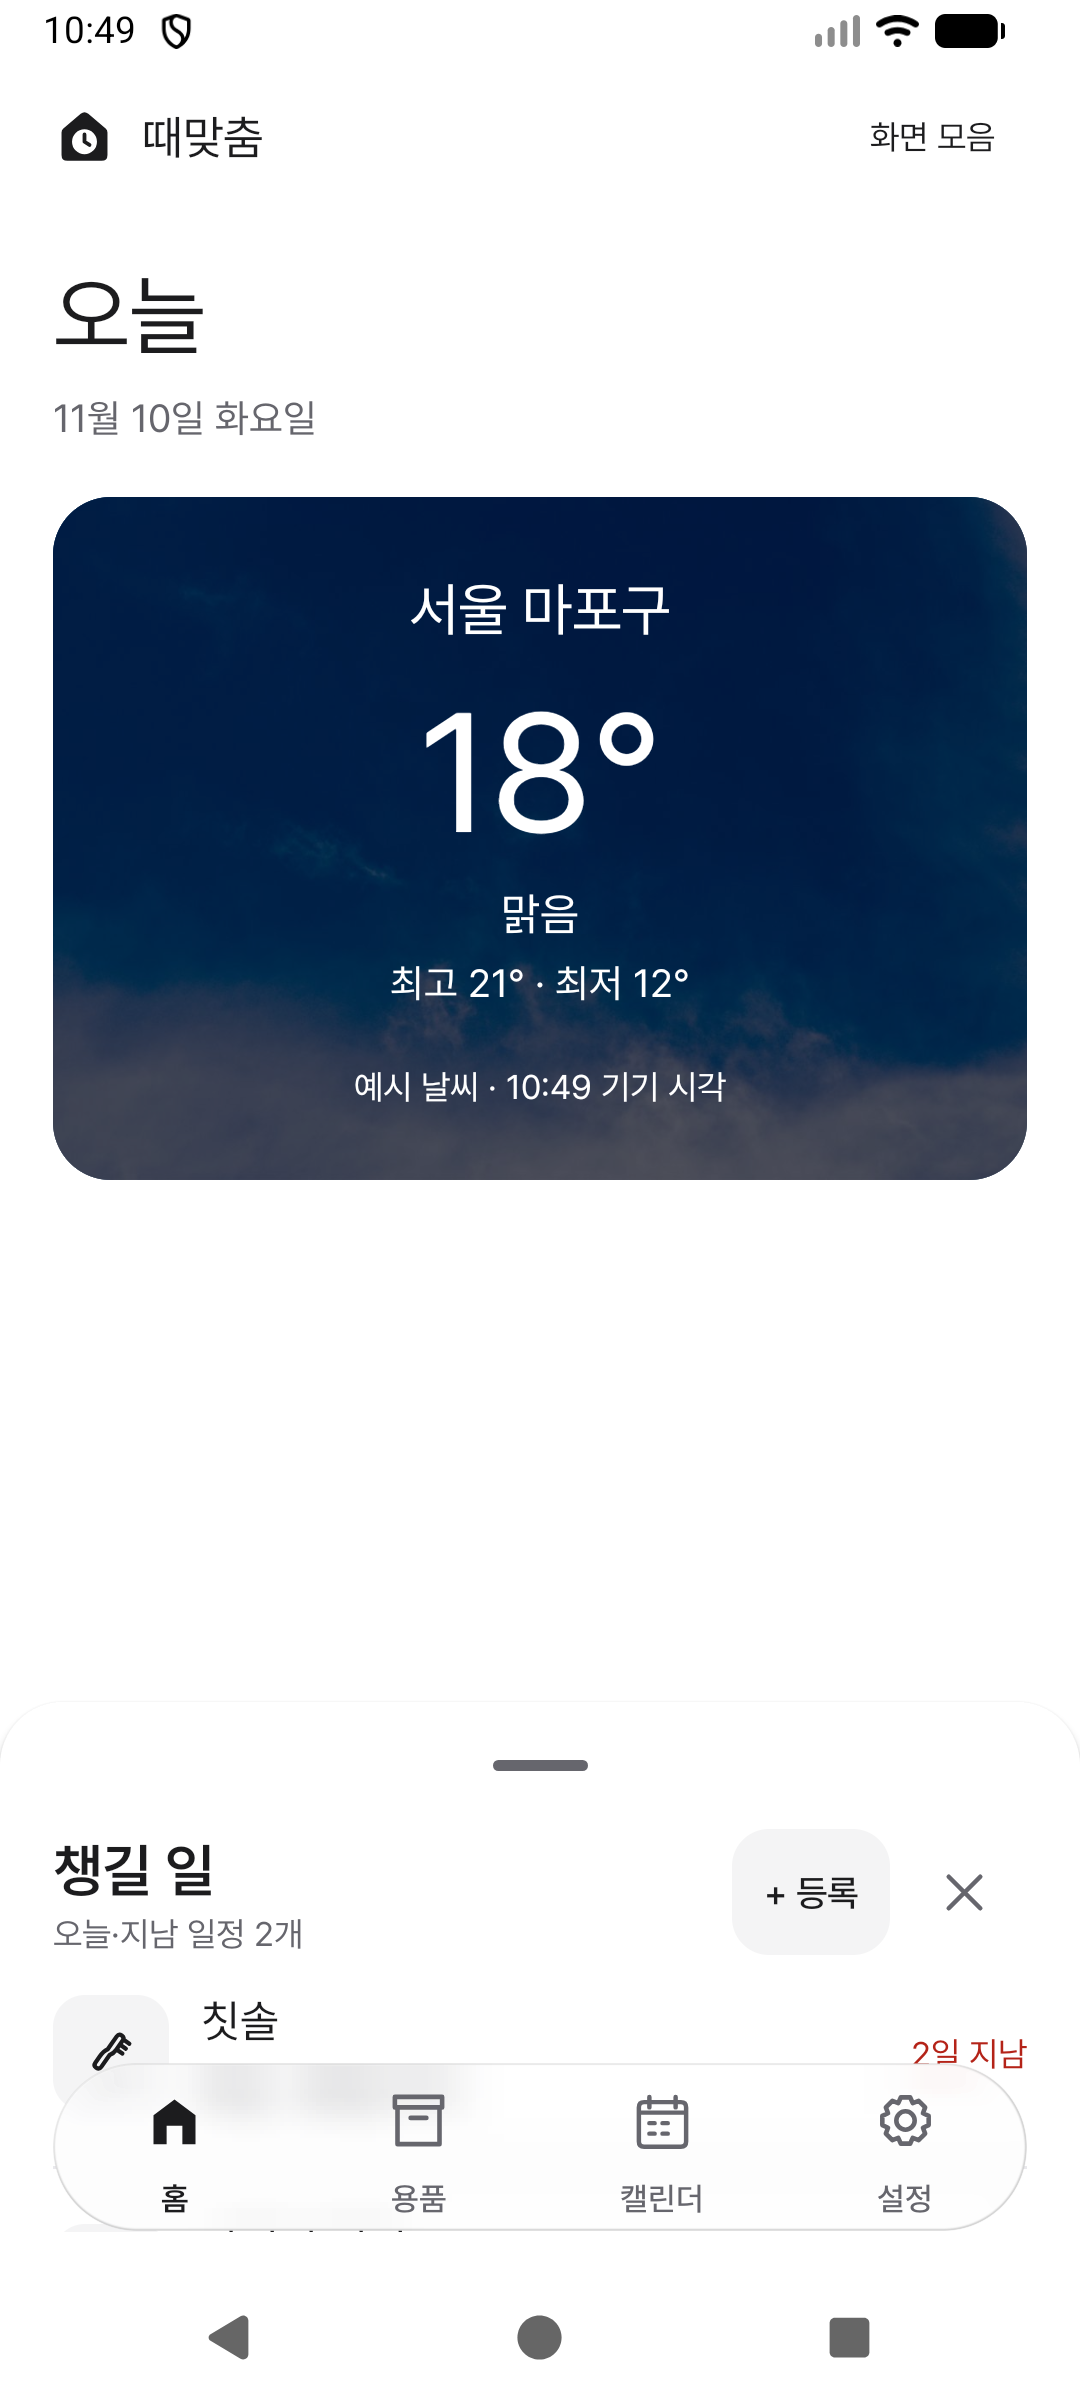 10:49
때맞춤
화면 모음
오늘
11월 10일 화요일
서울 마포구
18°
맑음
최고 21° · 최저 12°
예시 날씨 · 10:49 기기 시각
챙길 일
오늘·지남 일정 2개
+ 등록
칫솔
2일 지남
홈
용품
캘린더
설정